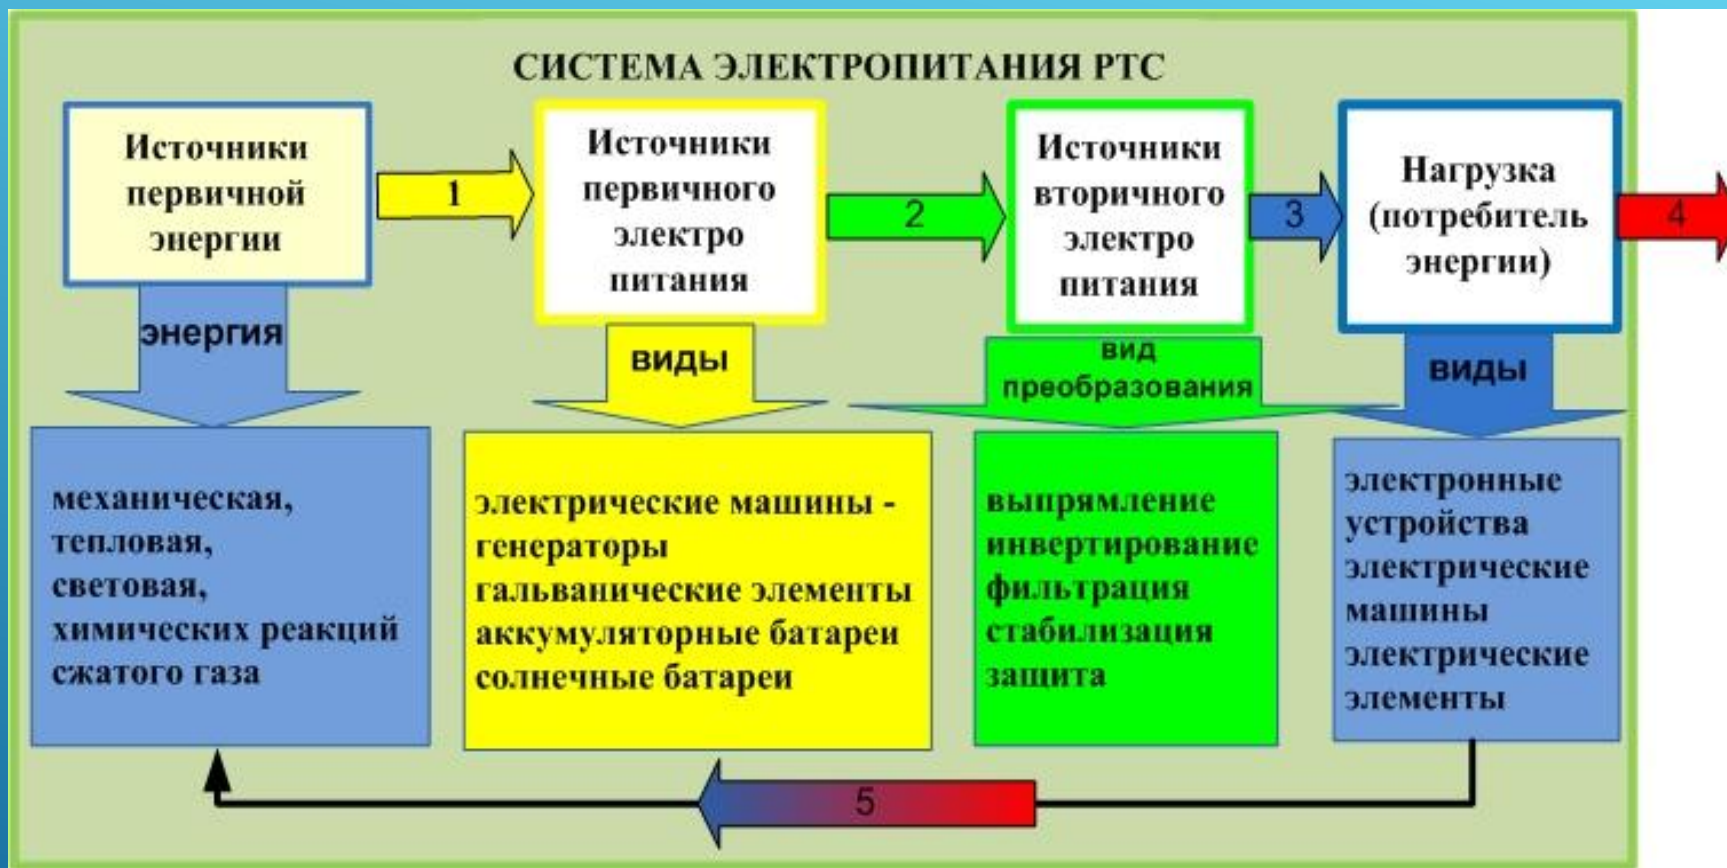 СИСТЕМА ЭЛЕКТРОПИТАНИЯ РТС
Источники
первичной
энергии
1
Источники
первичного
электро
питания
2
Источники
вторичного
электро
питания
3
Нагрузка
(потребитель
энергии)
4
энергия
виды
вид
преобразования
виды
механическая,
тепловая,
световая,
химических реакций
сжатого газа
электрические машины -
генераторы
гальванические элементы
аккумуляторные батареи
солнечные батареи
выпрямление
инвертирование
фильтрация
стабилизация
защита
электронные
устройства
электрические
машины
электрические
элементы
5